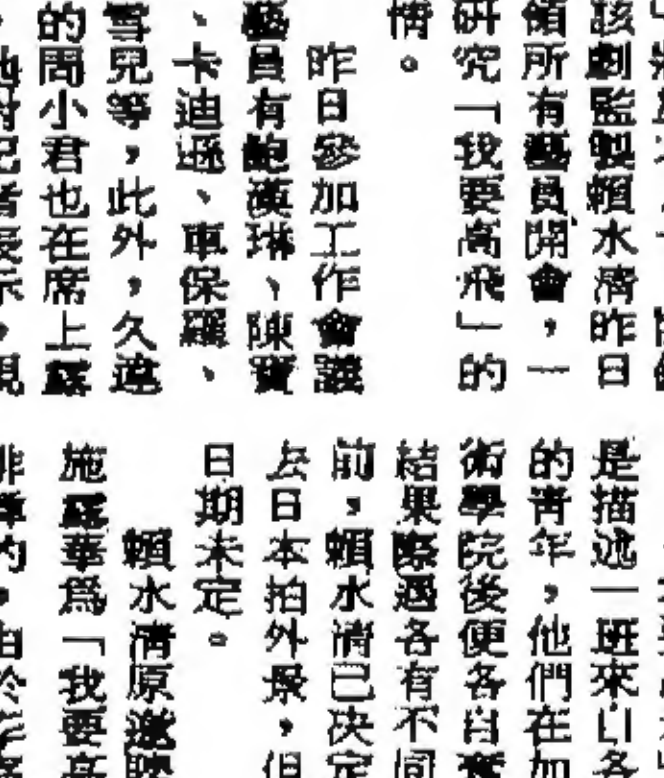 該劇監製賴水清昨日
領所有藝員開會，一
研究「我要高飛」的
情。
昨日參加工作會議
藝員有鮑漢琳、陳寶
、卡迪遜、車保羅、
雪兒等，此外，久違
的周小君也在席上露
是描述一班來自各
的青年，他們在加
術學院後便各自奮
結果際遇各有不同
前，賴水清已決定
去日本拍外景，但
日期未定。
賴水清原邀
施露華為「我要高